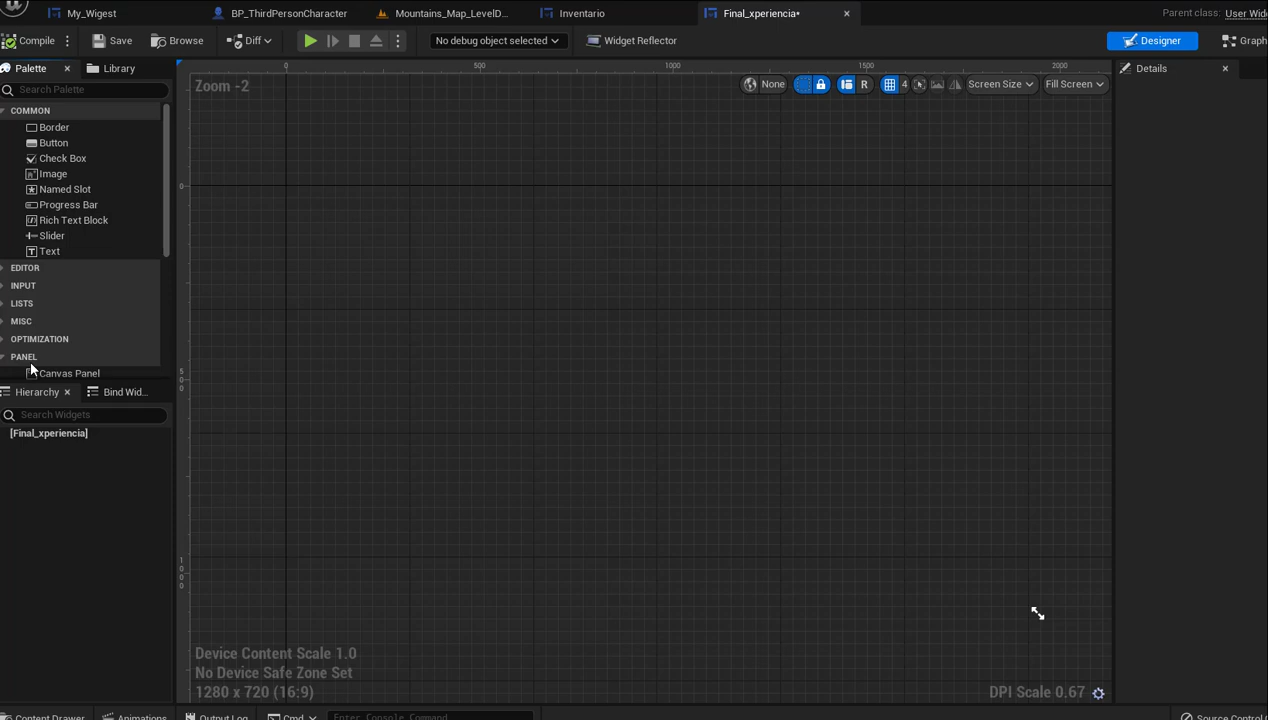 My_Wigest
BP_ThirdPersonCharacter
Mountains_Map_LevelD...
Inventario
Final_xperiencia*
Parent class: User Wid
Compile
Save
Browse
Diff
No debug object selected
Widget Reflector
Designer
Graph
Palette
Library
Details
Search Palette
COMMON
Border
Button
Check Box
Image
Named Slot
Progress Bar
Rich Text Block
Slider
Text
EDITOR
INPUT
LISTS
MISC
OPTIMIZATION
PANEL
Canvas Panel
Hierarchy
Bind Wid...
Search Widgets
[Final_xperiencia]
0
500
1000
1500
2000
Zoom -2
None
R
4
Screen Size
Fill Screen
0
500
1000
Device Content Scale 1.0
No Device Safe Zone Set
1280 x 720 (16:9)
DPI Scale 0.67
Content Drawer
Animations
Output Log
Cmd
Enter Console Command
Source Control